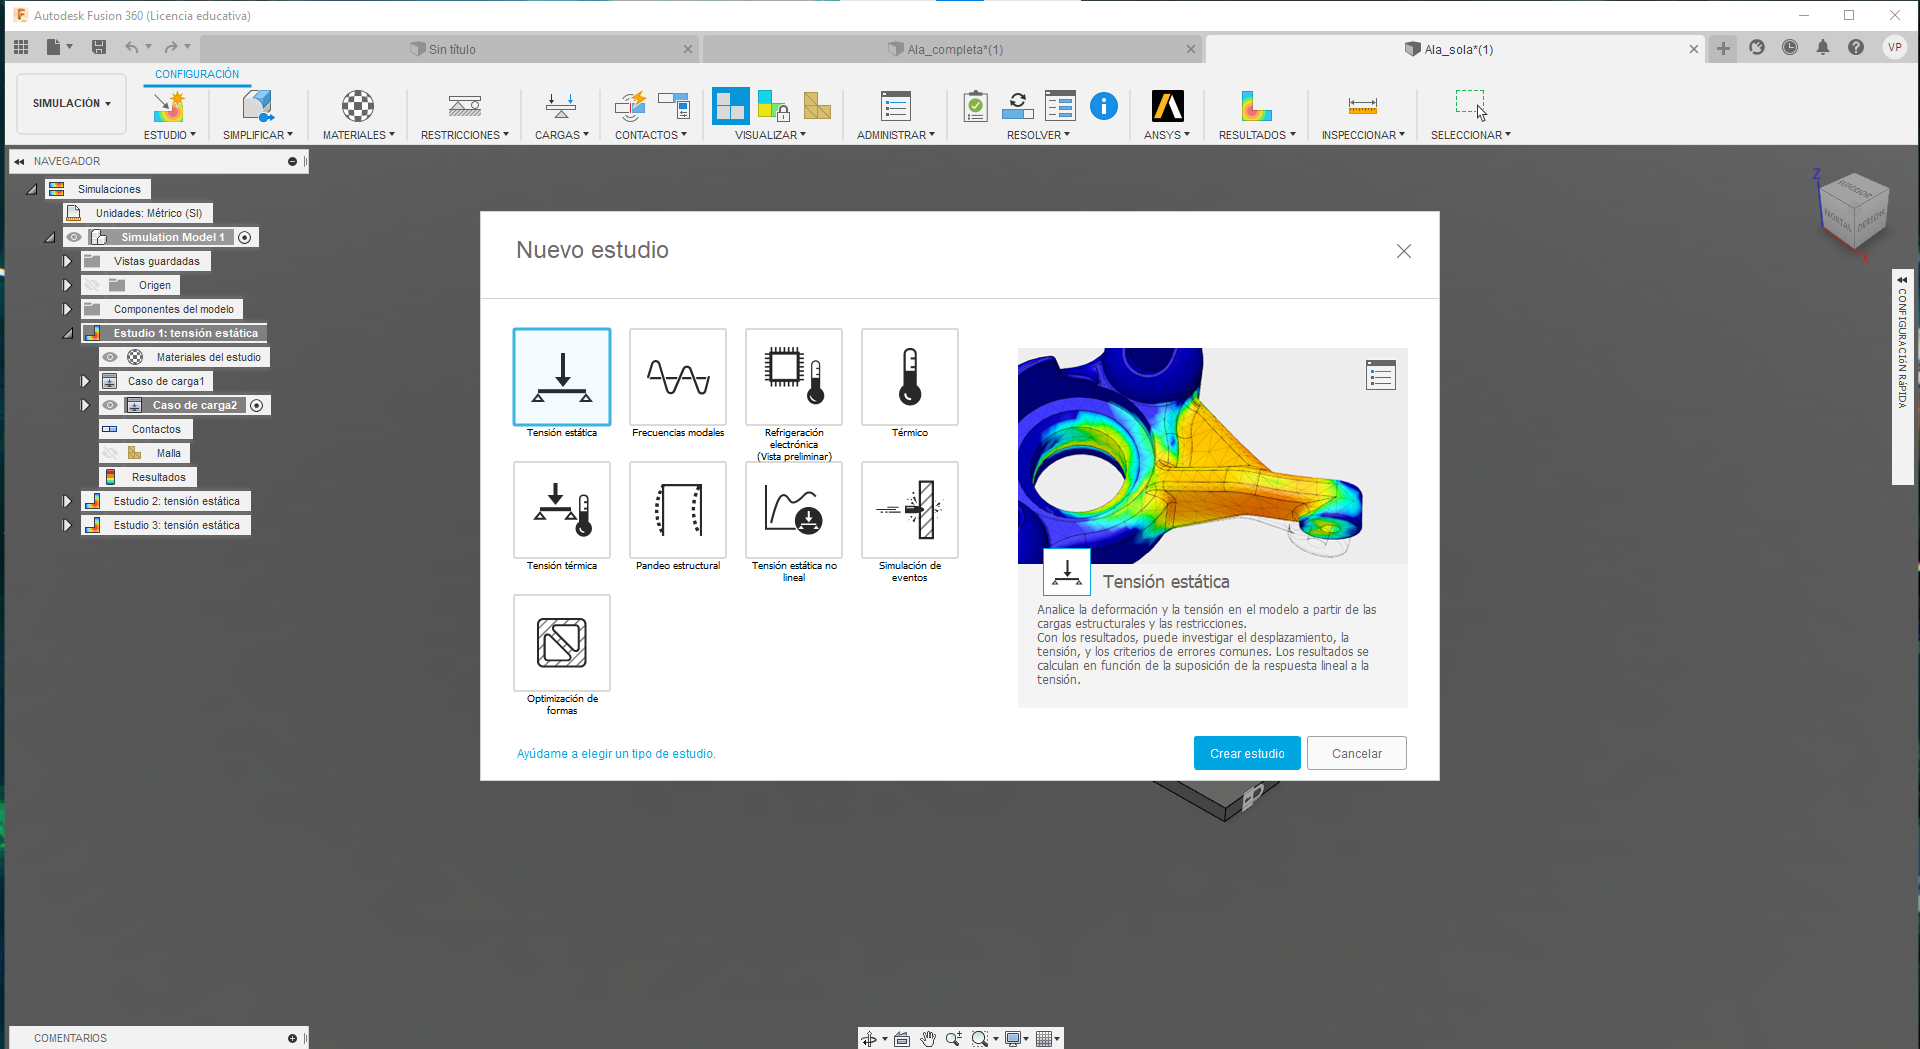 Autodesk Fusion 360 (Licencia educativa)
Sin título
Ala_completa*(1)
Ala_sola*(1)
VP
CONFIGURACIÓN
SIMULACIÓN
ESTUDIO
SIMPLIFICAR
MATERIALES
RESTRICCIONES
CARGAS
CONTACTOS
VISUALIZAR
ADMINISTRAR
RESOLVER
ANSYS
RESULTADOS
INSPECCIONAR
SELECCIONAR
NAVEGADOR
Simulaciones
Unidades: Métrico (SI)
Simulation Model 1
Vistas guardadas
Origen
Componentes del modelo
Estudio 1: tensión estática
Materiales del estudio
Caso de carga1
Caso de carga2
Contactos
Malla
Resultados
Estudio 2: tensión estática
Estudio 3: tensión estática
Z
SUPERIOR
FRONTAL
DERECHA
X
CONFIGURACIÓN RÁPIDA
Nuevo estudio
Tensión estática
Frecuencias modales
Refrigeración
electrónica
(Vista preliminar)
Térmico
Tensión térmica
Pandeo estructural
Tensión estática no
lineal
Simulación de
eventos
Optimización de
formas
Tensión estática
Analice la deformación y la tensión en el modelo a partir de las
cargas estructurales y las restricciones.
Con los resultados, puede investigar el desplazamiento, la
tensión, y los criterios de errores comunes. Los resultados se
calculan en función de la suposición de la respuesta lineal a la
tensión.
Ayúdame a elegir un tipo de estudio.
Crear estudio
Cancelar
COMENTARIOS